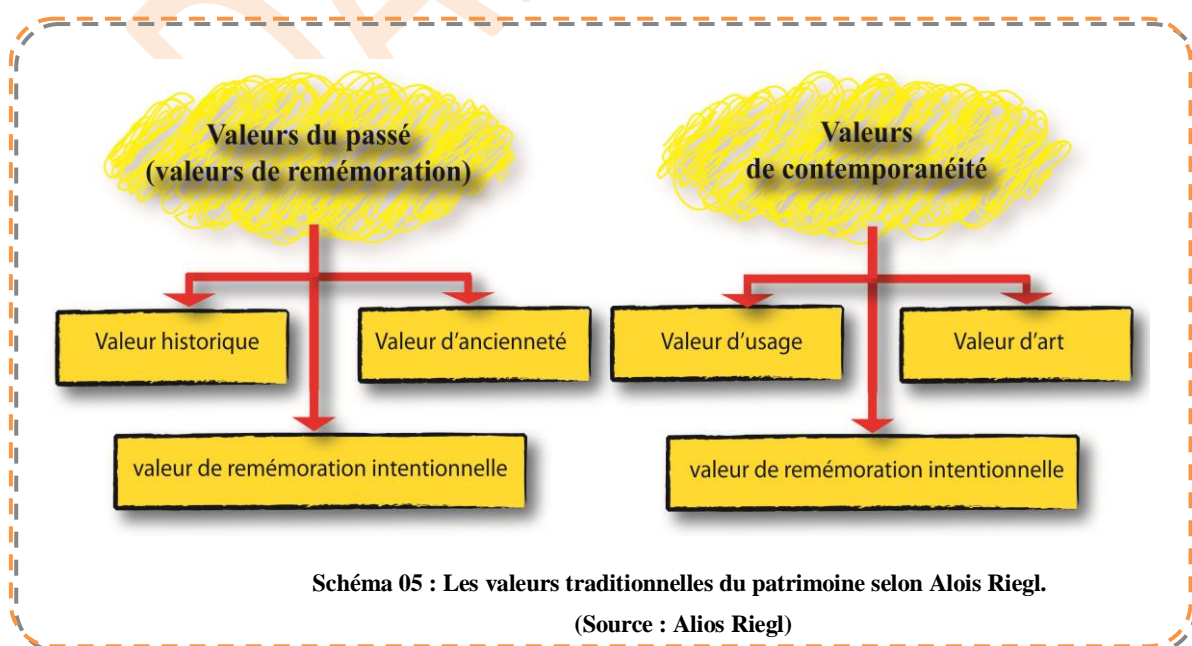 Valeurs du passé
(valeurs de remémoration)
Valeur historique
Valeur d'ancienneté
valeur de remémoration intentionnelle
Valeurs
de contemporanéité
Valeur d'usage
Valeur d'art
valeur de remémoration intentionnelle
Schéma 05 : Les valeurs traditionnelles du patrimoine selon Alois Riegl.
(Source : Alios Riegl)